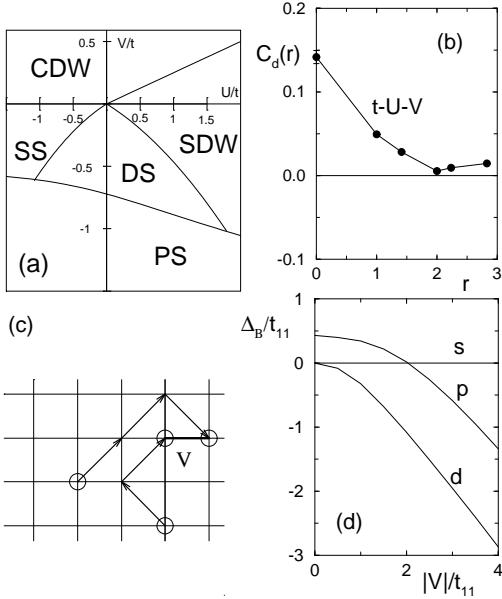 (a)
V/t
0.5
CDW
U/t
-1
-0.5
0.5
1
1.5
SS
DS
SDW
-0.5
-1
PS
(b)
C_d(r)
0.2
0.1
0.0
-0.1
t-U-V
0
1
2
3
r
(c)
V
Δ_B/t_11
1
0
-1
-2
-3
s
p
d
(d)
0
2
4
|V|/t_11